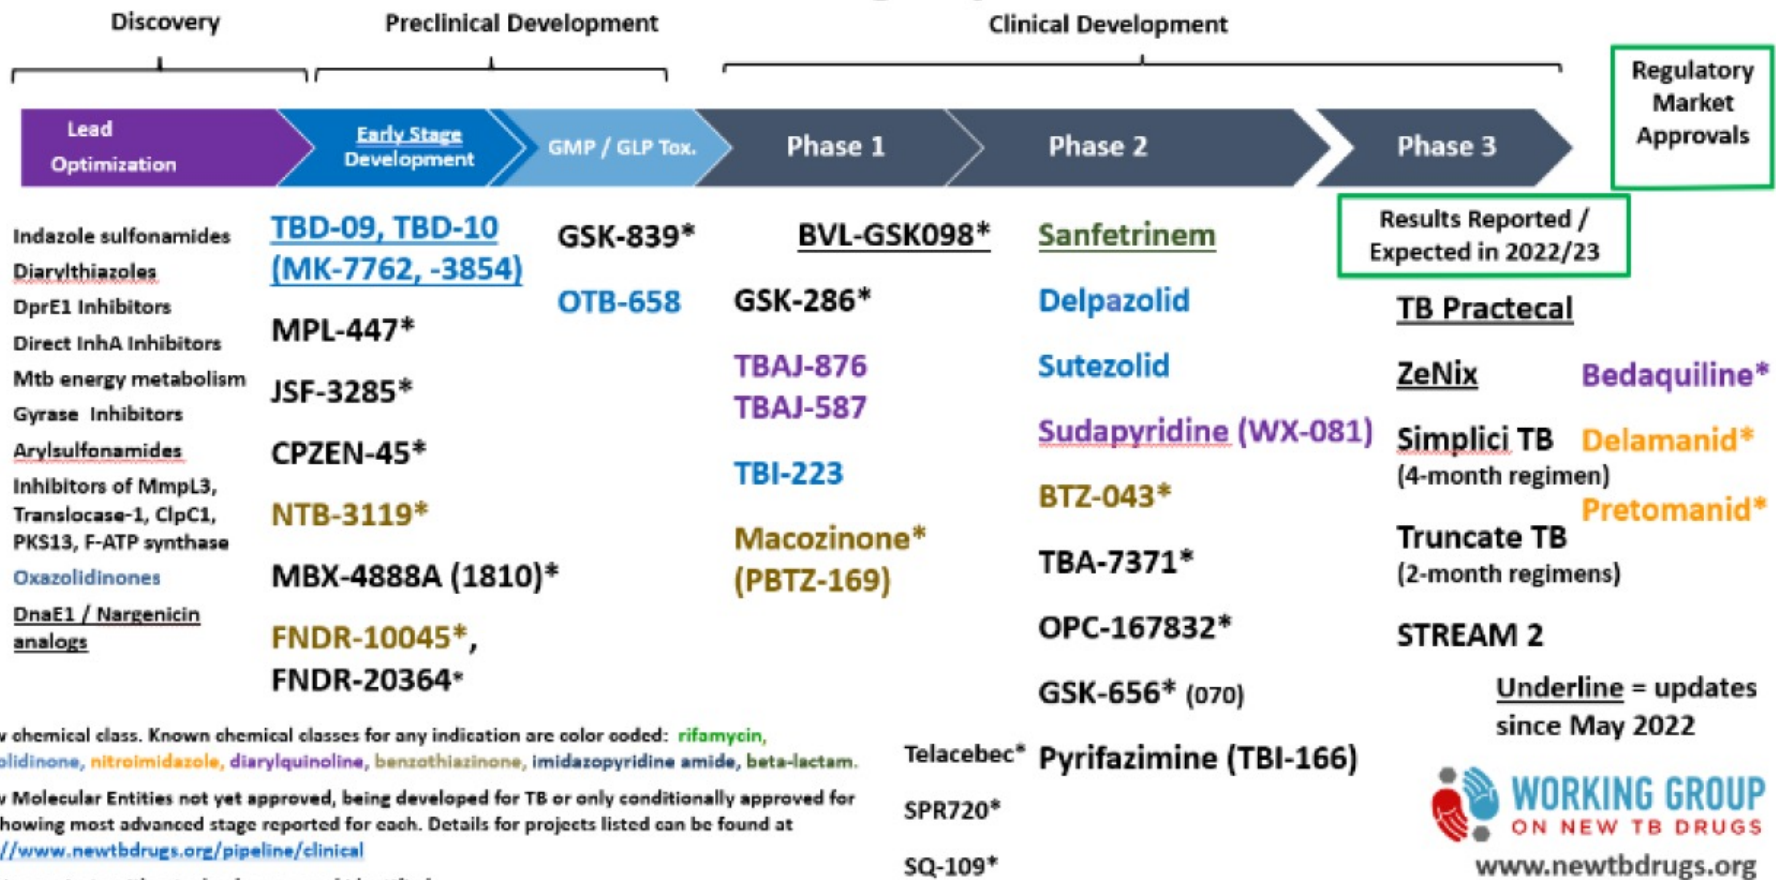 Discovery
Preclinical Development
Clinical Development
Regulatory
Market
Approvals
Lead
Optimization
Early Stage
Development
GMP / GLP Tox.
Phase 1
Phase 2
Phase 3
Indazole sulfonamides
Diarylthiazoles
DprE1 Inhibitors
Direct InhA Inhibitors
Mtb energy metabolism
Gyrase Inhibitors
Arylsulfonamides
Inhibitors of MmpL3,
Translocase-1, ClpC1,
PKS13, F-ATP synthase
Oxazolidinones
DnaE1 / Nargenicin
analogs
TBD-09, TBD-10
(MK-7762, -3854)
MPL-447*
JSF-3285*
CPZEN-45*
NTB-3119*
MBX-4888A (1810)*
FNDR-10045*,
FNDR-20364*
GSK-839*
OTB-658
BVL-GSK098*
GSK-286*
TBAJ-876
TBAJ-587
TBI-223
Macozinone*
(PBTZ-169)
Sanfetrinem
Delpazolid
Sutezolid
Sudapyridine (WX-081)
BTZ-043*
TBA-7371*
OPC-167832*
GSK-656* (070)
Telacebec* Pyrifazimine (TBI-166)
SPR720*
SQ-109*
Results Reported /
Expected in 2022/23
TB Practecal
ZeNix
Simplici TB
(4-month regimen)
Truncate TB
(2-month regimens)
STREAM 2
Bedaquiline*
Delamanid*
Pretomanid*
Underline = updates
since May 2022
chemical class. Known chemical classes for any indication are color coded: rifamycin,
nitroimidazole, diarylquinoline, benzothiazinone, imidazopyridine amide, beta-lactam.
Molecular Entities not yet approved, being developed for TB or only conditionally approved for
showing most advanced stage reported for each. Details for projects listed can be found at
//www.newtbdrugs.org/pipeline/clinical
WORKING GROUP
ON NEW TB DRUGS
www.newtbdrugs.org